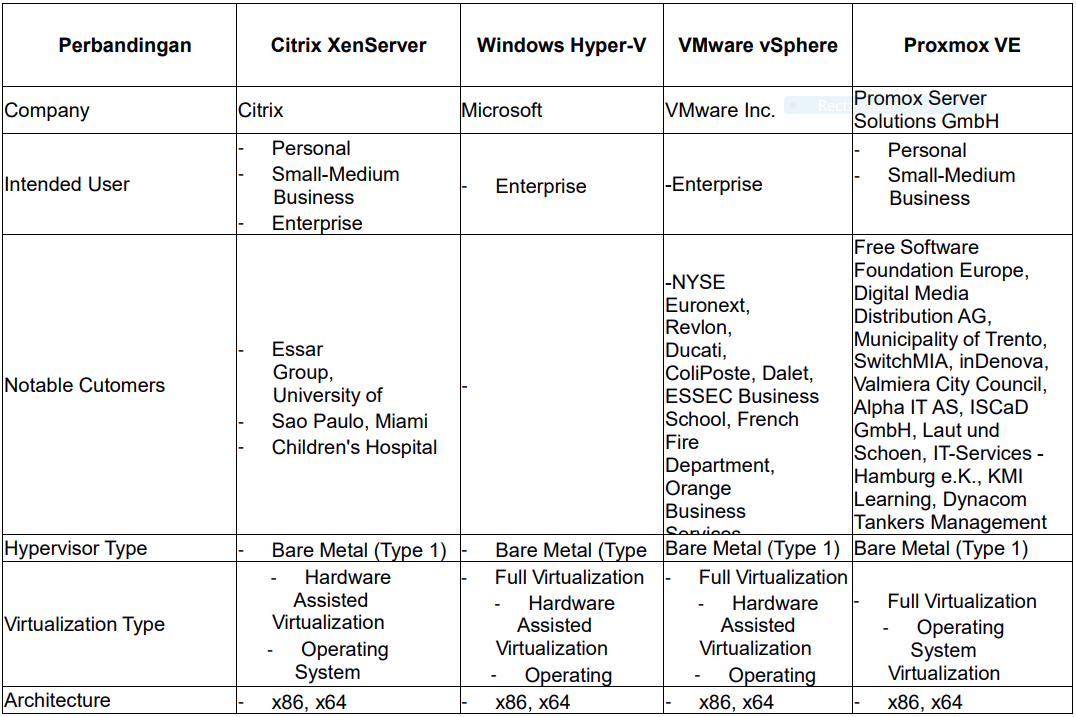 Perbandingan
Citrix XenServer
Windows Hyper-V
VMware vSphere
Proxmox VE
Company
Citrix
Microsoft
VMware Inc.
Promox Server
Solutions GmbH
Intended User
- Personal
- Small-Medium
Business
- Enterprise
- Enterprise
-Enterprise
- Personal
- Small-Medium
Business
Notable Cutomers
- Essar
Group,
University of
- Sao Paulo, Miami
- Children's Hospital
-
-NYSE
Euronext,
Revlon,
Ducati,
ColiPoste, Dalet,
ESSEC Business
School, French
Fire
Department,
Orange
Business
Services
Free Software
Foundation Europe,
Digital Media
Distribution AG,
Municipality of Trento,
SwitchMIA, inDenova,
Valmiera City Council,
Alpha IT AS, ISCaD
GmbH, Laut und
Schoen, IT-Services -
Hamburg e.K., KMI
Learning, Dynacom
Tankers Management
Hypervisor Type
- Bare Metal (Type 1)
- Bare Metal (Type
Bare Metal (Type 1)
Bare Metal (Type 1)
Virtualization Type
- Hardware
Assisted
Virtualization
- Operating
System
- Full Virtualization
- Hardware
Assisted
Virtualization
- Operating
- Full Virtualization
- Hardware
Assisted
Virtualization
- Operating
- Full Virtualization
- Operating
System
Virtualization
Architecture
- x86, x64
- x86, x64
- x86, x64
- x86, x64